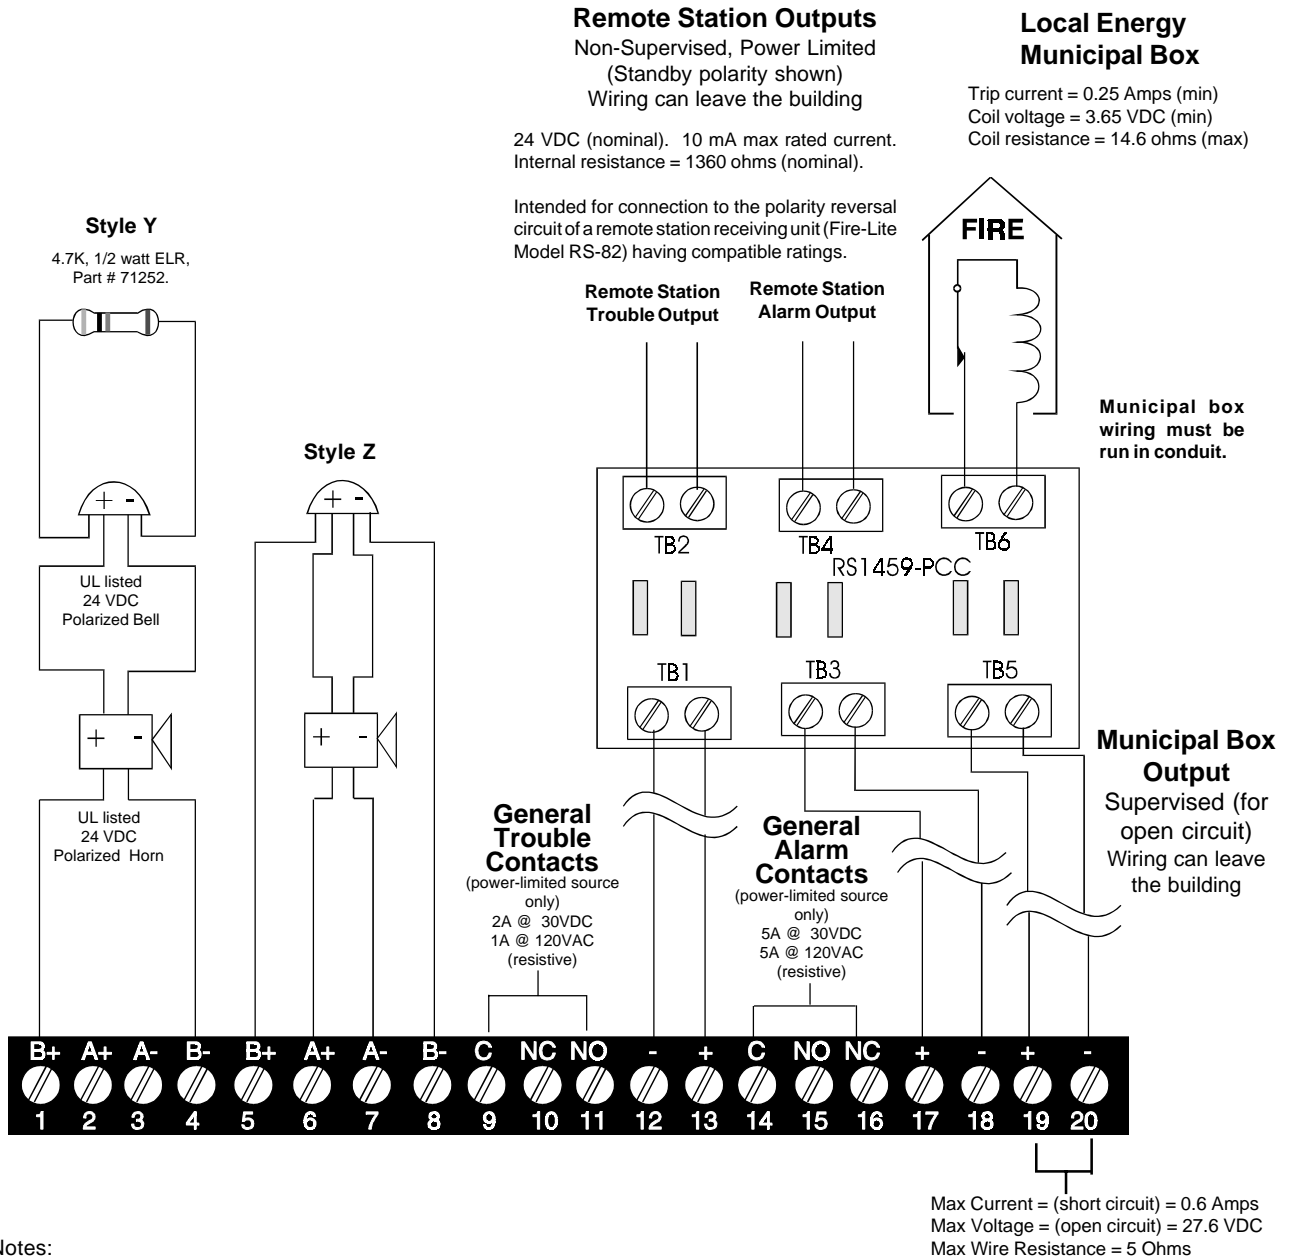 Remote Station Outputs
Non-Supervised, Power Limited
(Standby polarity shown)
Wiring can leave the building
24 VDC (nominal). 10 mA max rated current.
Internal resistance = 1360 ohms (nominal).
Intended for connection to the polarity reversal
circuit of a remote station receiving unit (Fire-Lite
Model RS-82) having compatible ratings.
Local Energy
Municipal Box
Trip current = 0.25 Amps (min)
Coil voltage = 3.65 VDC (min)
Coil resistance = 14.6 ohms (max)
FIRE
Style Y
4.7K, 1/2 watt ELR,
Part # 71252.
Remote Station
Trouble Output
Remote Station
Alarm Output
Municipal box
wiring must be
run in conduit.
Style Z
+ -
+ -
TB2
TB4
TB6
RS1459-PCC
UL listed
24 VDC
Polarized Bell
TB1
TB3
TB5
+ -
+ -
Municipal Box
Output
Supervised (for
open circuit)
Wiring can leave
the building
UL listed
24 VDC
Polarized Horn
General
Trouble
Contacts
(power-limited source
only)
2A @ 30VDC
1A @ 120VAC
(resistive)
General
Alarm
Contacts
(power-limited source
only)
5A @ 30VDC
5A @ 120VAC
(resistive)
B+ A+ A- B- B+ A+ A- B- C NC NO - + C NO NC + - + -
1 2 3 4 5 6 7 8 9 10 11 12 13 14 15 16 17 18 19 20
Max Current = (short circuit) = 0.6 Amps
Max Voltage = (open circuit) = 27.6 VDC
Max Wire Resistance = 5 Ohms
Notes: